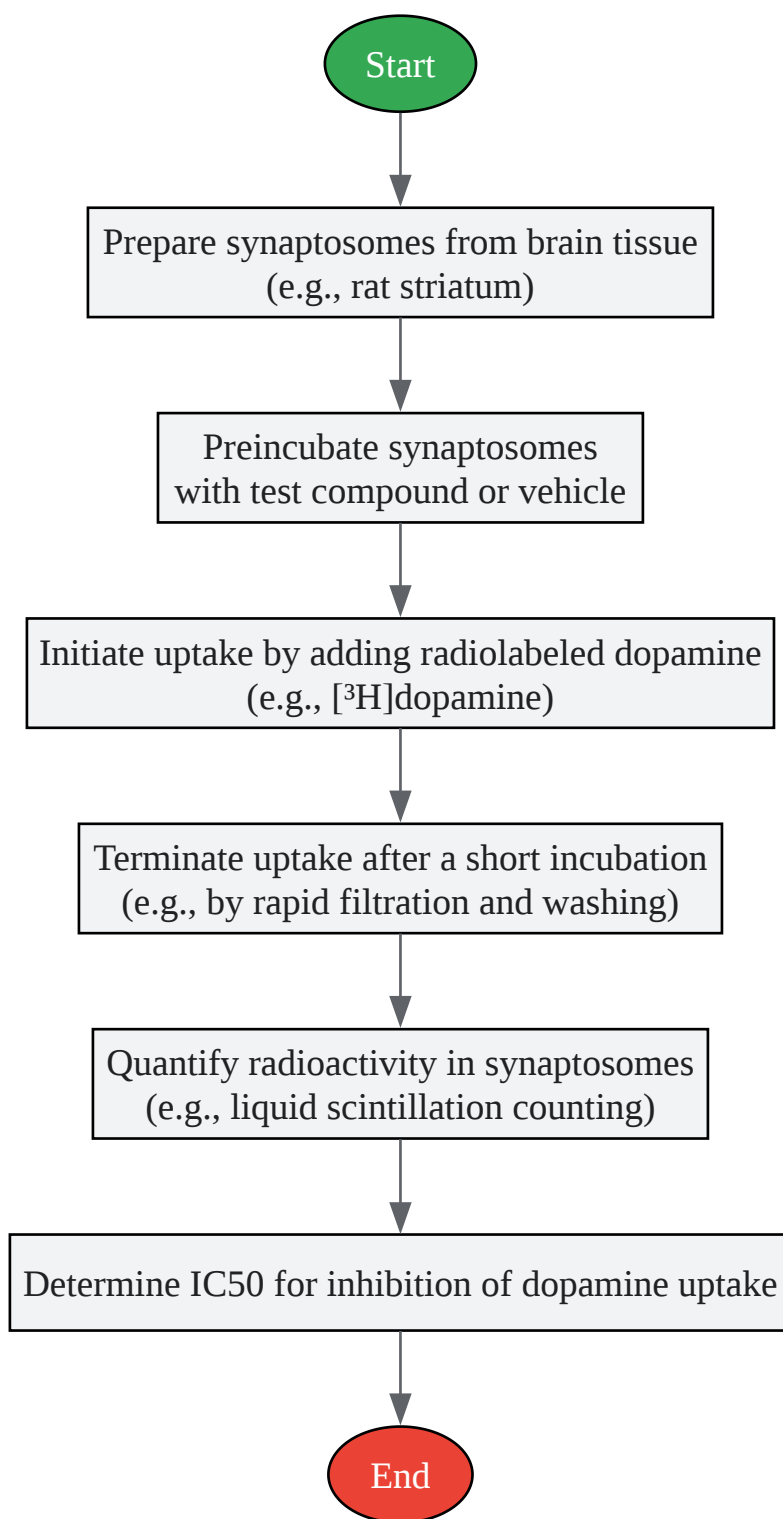 Start
Prepare synaptosomes from brain tissue
(e.g., rat striatum)
Preincubate synaptosomes
with test compound or vehicle
Initiate uptake by adding radiolabeled dopamine
(e.g., [³H]dopamine)
Terminate uptake after a short incubation
(e.g., by rapid filtration and washing)
Quantify radioactivity in synaptosomes
(e.g., liquid scintillation counting)
Determine IC50 for inhibition of dopamine uptake
End